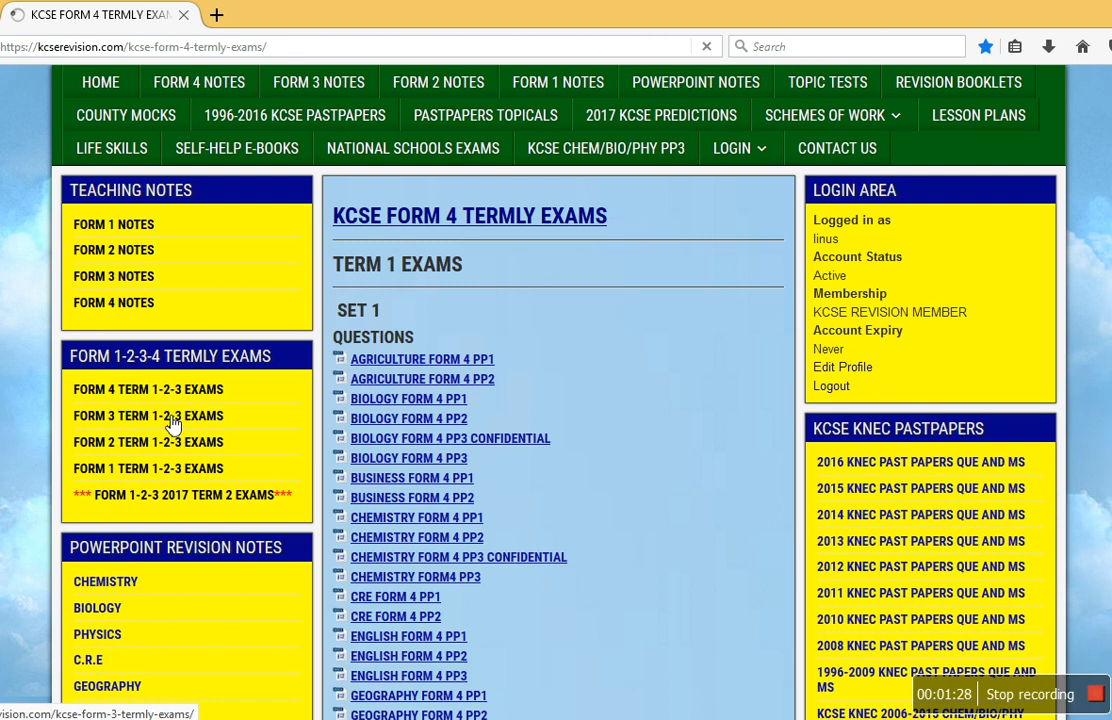 KCSE FORM 4 TERMLY EXAM
https://kcserevision.com/kcse-form-4-termly-exams/
Search
HOME
FORM 4 NOTES
FORM 3 NOTES
FORM 2 NOTES
FORM 1 NOTES
POWERPOINT NOTES
TOPIC TESTS
REVISION BOOKLETS
COUNTY MOCKS
1996-2016 KCSE PASTPAPERS
PASTPAPERS TOPICALS
2017 KCSE PREDICTIONS
SCHEMES OF WORK
LESSON PLANS
LIFE SKILLS
SELF-HELP E-BOOKS
NATIONAL SCHOOLS EXAMS
KCSE CHEM/BIO/PHY PP3
LOGIN
CONTACT US
TEACHING NOTES
FORM 1 NOTES
FORM 2 NOTES
FORM 3 NOTES
FORM 4 NOTES
FORM 1-2-3-4 TERMLY EXAMS
FORM 4 TERM 1-2-3 EXAMS
FORM 3 TERM 1-2-3 EXAMS
FORM 2 TERM 1-2-3 EXAMS
FORM 1 TERM 1-2-3 EXAMS
*** FORM 1-2-3 2017 TERM 2 EXAMS***
POWERPOINT REVISION NOTES
CHEMISTRY
BIOLOGY
PHYSICS
C.R.E
GEOGRAPHY
KCSE FORM 4 TERMLY EXAMS
TERM 1 EXAMS
SET 1
QUESTIONS
AGRICULTURE FORM 4 PP1
AGRICULTURE FORM 4 PP2
BIOLOGY FORM 4 PP1
BIOLOGY FORM 4 PP2
BIOLOGY FORM 4 PP3 CONFIDENTIAL
BIOLOGY FORM 4 PP3
BUSINESS FORM 4 PP1
BUSINESS FORM 4 PP2
CHEMISTRY FORM 4 PP1
CHEMISTRY FORM 4 PP2
CHEMISTRY FORM 4 PP3 CONFIDENTIAL
CHEMISTRY FORM4 PP3
CRE FORM 4 PP1
CRE FORM 4 PP2
ENGLISH FORM 4 PP1
ENGLISH FORM 4 PP2
ENGLISH FORM 4 PP3
GEOGRAPHY FORM 4 PP1
GEOGRAPHY FORM 4 PP2
LOGIN AREA
Logged in as
linus
Account Status
Active
Membership
KCSE REVISION MEMBER
Account Expiry
Never
Edit Profile
Logout
KCSE KNEC PASTPAPERS
2016 KNEC PAST PAPERS QUE AND MS
2015 KNEC PAST PAPERS QUE AND MS
2014 KNEC PAST PAPERS QUE AND MS
2013 KNEC PAST PAPERS QUE AND MS
2012 KNEC PAST PAPERS QUE AND MS
2011 KNEC PAST PAPERS QUE AND MS
2010 KNEC PAST PAPERS QUE AND MS
2008 KNEC PAST PAPERS QUE AND MS
1996-2009 KNEC PAST PAPERS QUE AND
MS
KCSE KNEC 2006-2015 CHEM/BIO/PHY
00:01:28
Stop recording
vision.com/kcse-form-3-termly-exams/